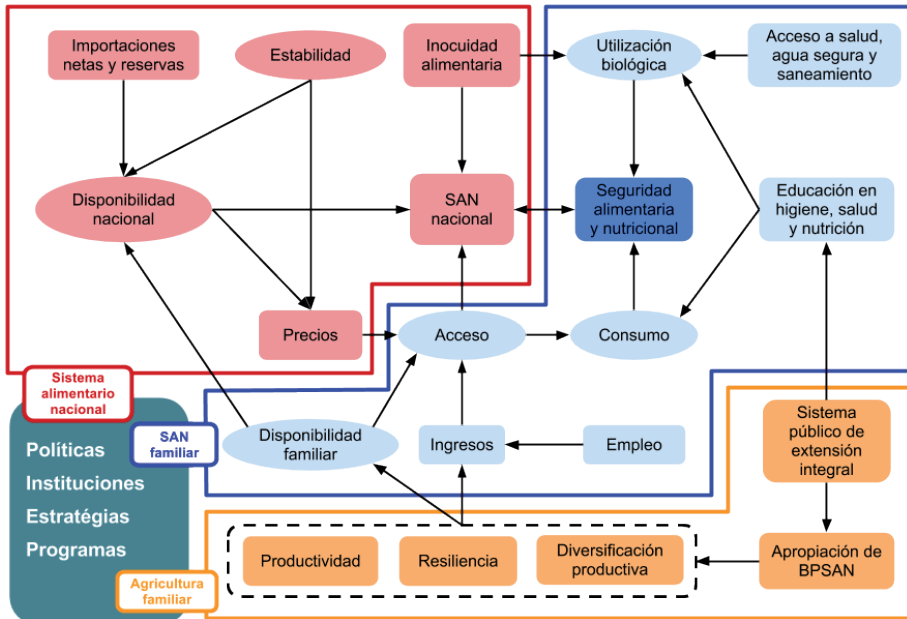 Importaciones
netas y reservas
Estabilidad
Inocuidad
alimentaria
Utilización
biológica
Acceso a salud,
agua segura y
saneamiento
Disponibilidad
nacional
SAN
nacional
Seguridad
alimentaria
y nutricional
Educación en
higiene, salud
y nutrición
Precios
Acceso
Consumo
Sistema
alimentario
nacional
Políticas
Instituciones
Estratégias
Programas
SAN
familiar
Disponibilidad
familiar
Ingresos
Empleo
Sistema
público de
extensión
integral
Agricultura
familiar
Productividad
Resiliencia
Diversificación
productiva
Apropiación de
BPSAN